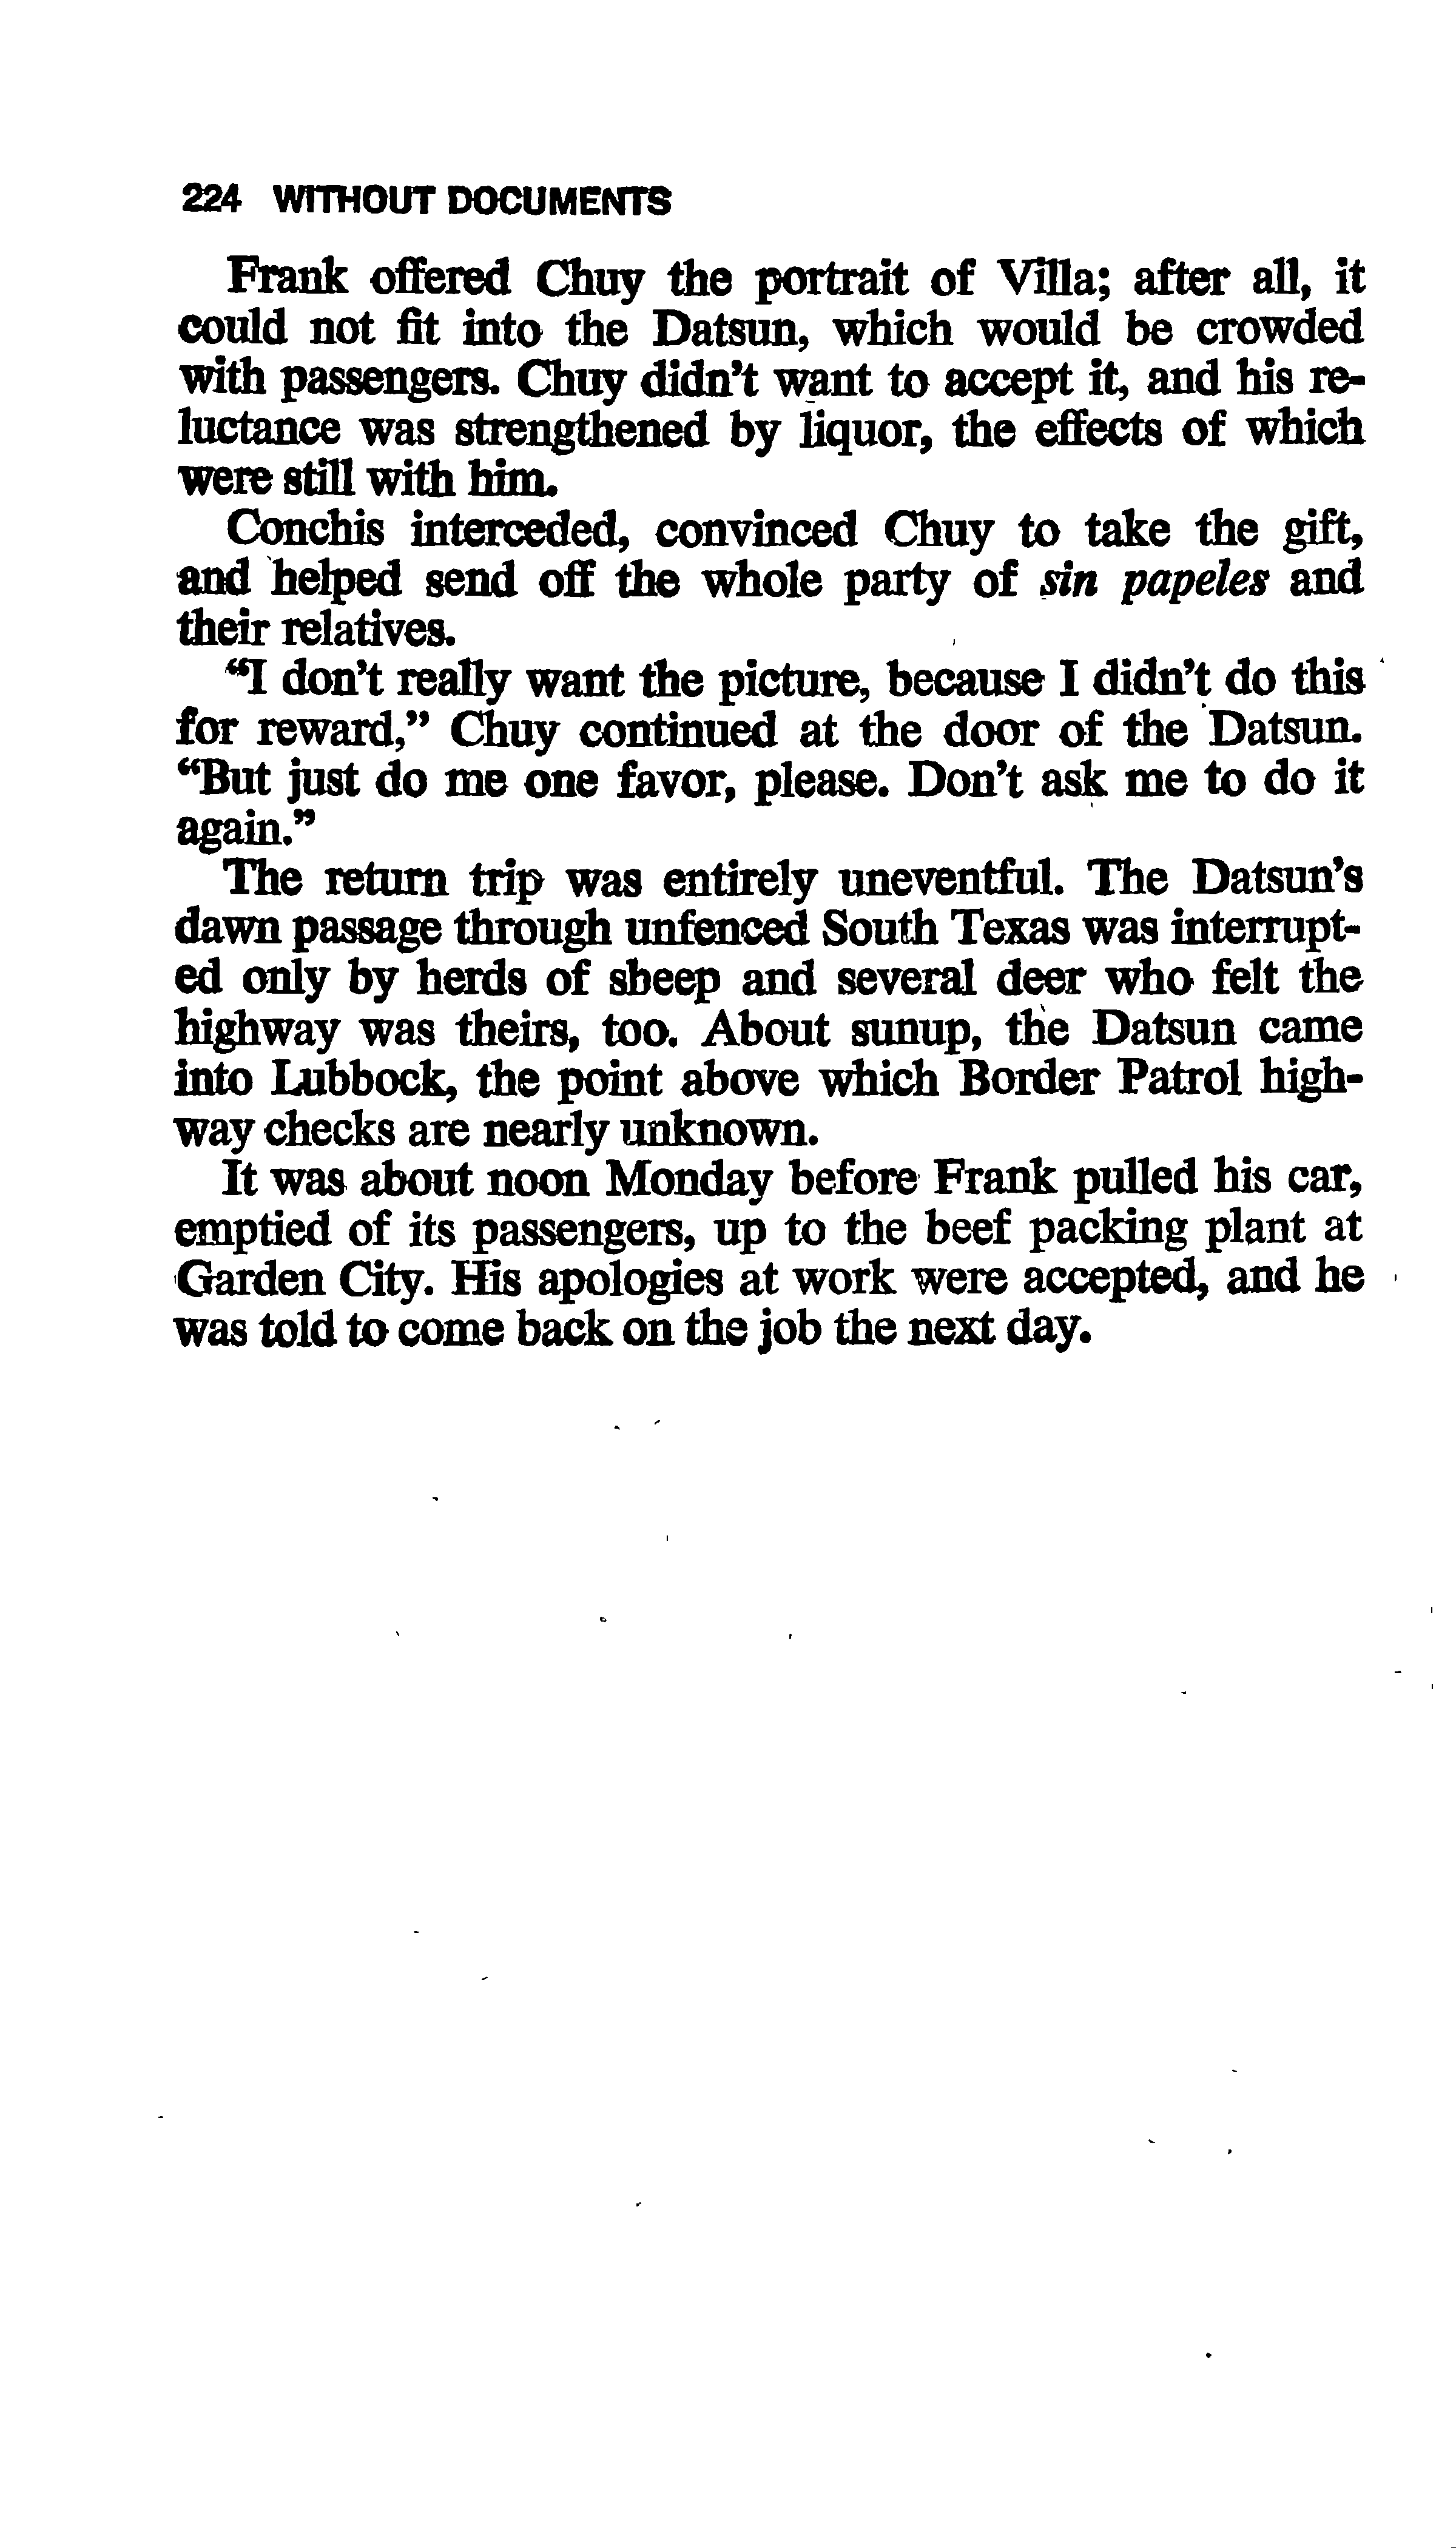 224 WITHOUT DOCUMENTS
Frank offered Chuy the portrait of Villa; after all, it
could not fit into the Datsun, which would be crowded
with passengers. Chuy didn't want to accept it, and his re-
luctance was strengthened by liquor, the effects of which
were still with him.
Conchis interceded, convinced Chuy to take the gift,
and helped send off the whole party of sin papeles and
their relatives.
“I don't really want the picture, because I didn't do this
for reward,” Chuy continued at the door of the Datsun.
“But just do me one favor, please. Don't ask me to do it
again.”
The return trip was entirely uneventful. The Datsun's
dawn passage through unfenced South Texas was interrupt-
ed only by herds of sheep and several deer who felt the
highway was theirs, too. About sunup, the Datsun came
into Lubbock, the point above which Border Patrol high-
way checks are nearly unknown.
It was about noon Monday before Frank pulled his car,
emptied of its passengers, up to the beef packing plant at
Garden City. His apologies at work were accepted, and he
was told to come back on the job the next day.